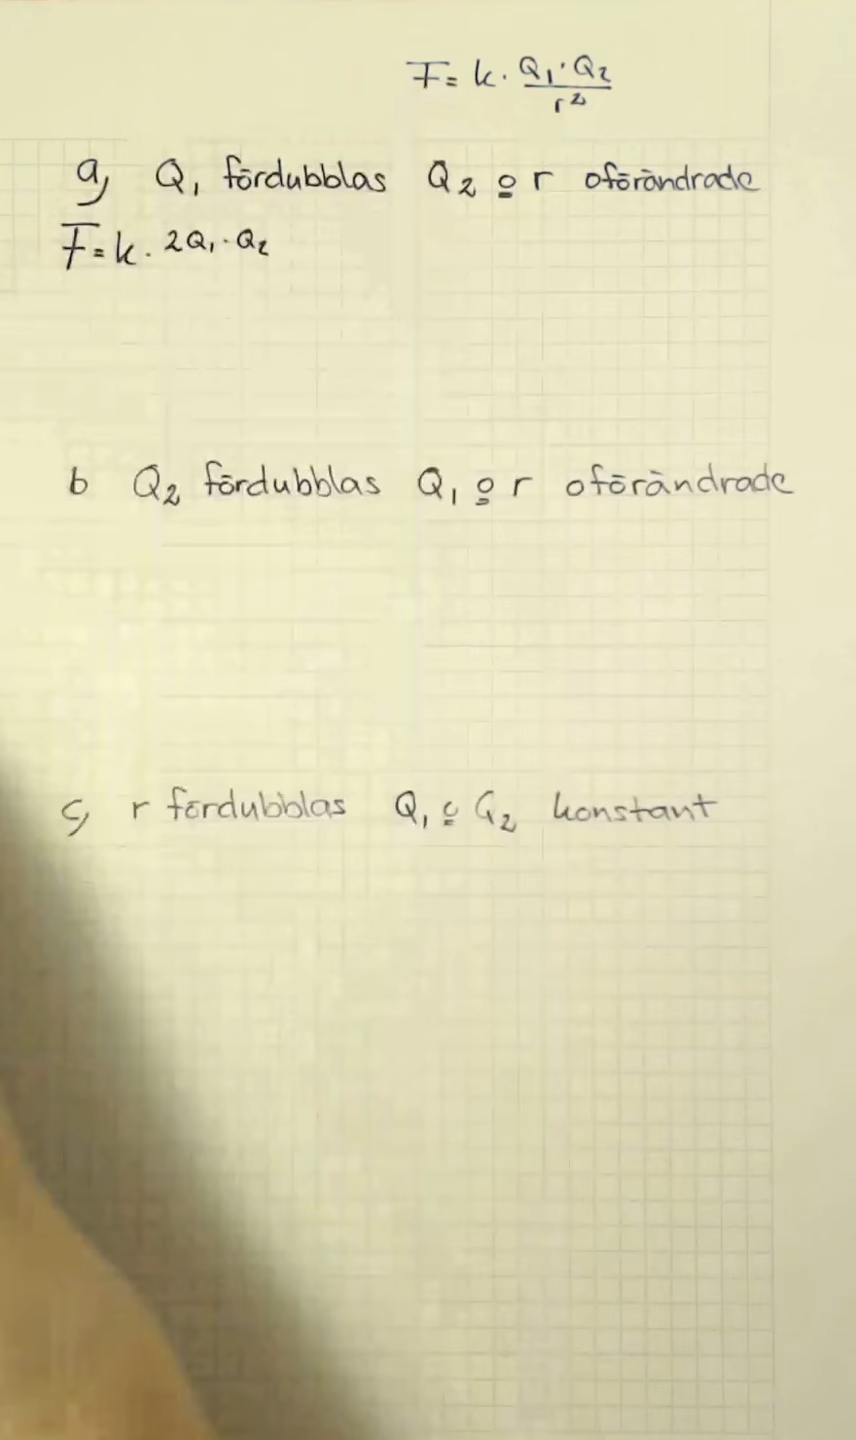 F = k · Q₁ · Q₂ / r²
a) Q₁ fördubblas Q₂ o r oförändrade
F = k · 2Q₁ · Q₂
b Q₂ fördubblas Q₁ o r oförändrade
c) r fördubblas Q₁ o Q₂ konstant